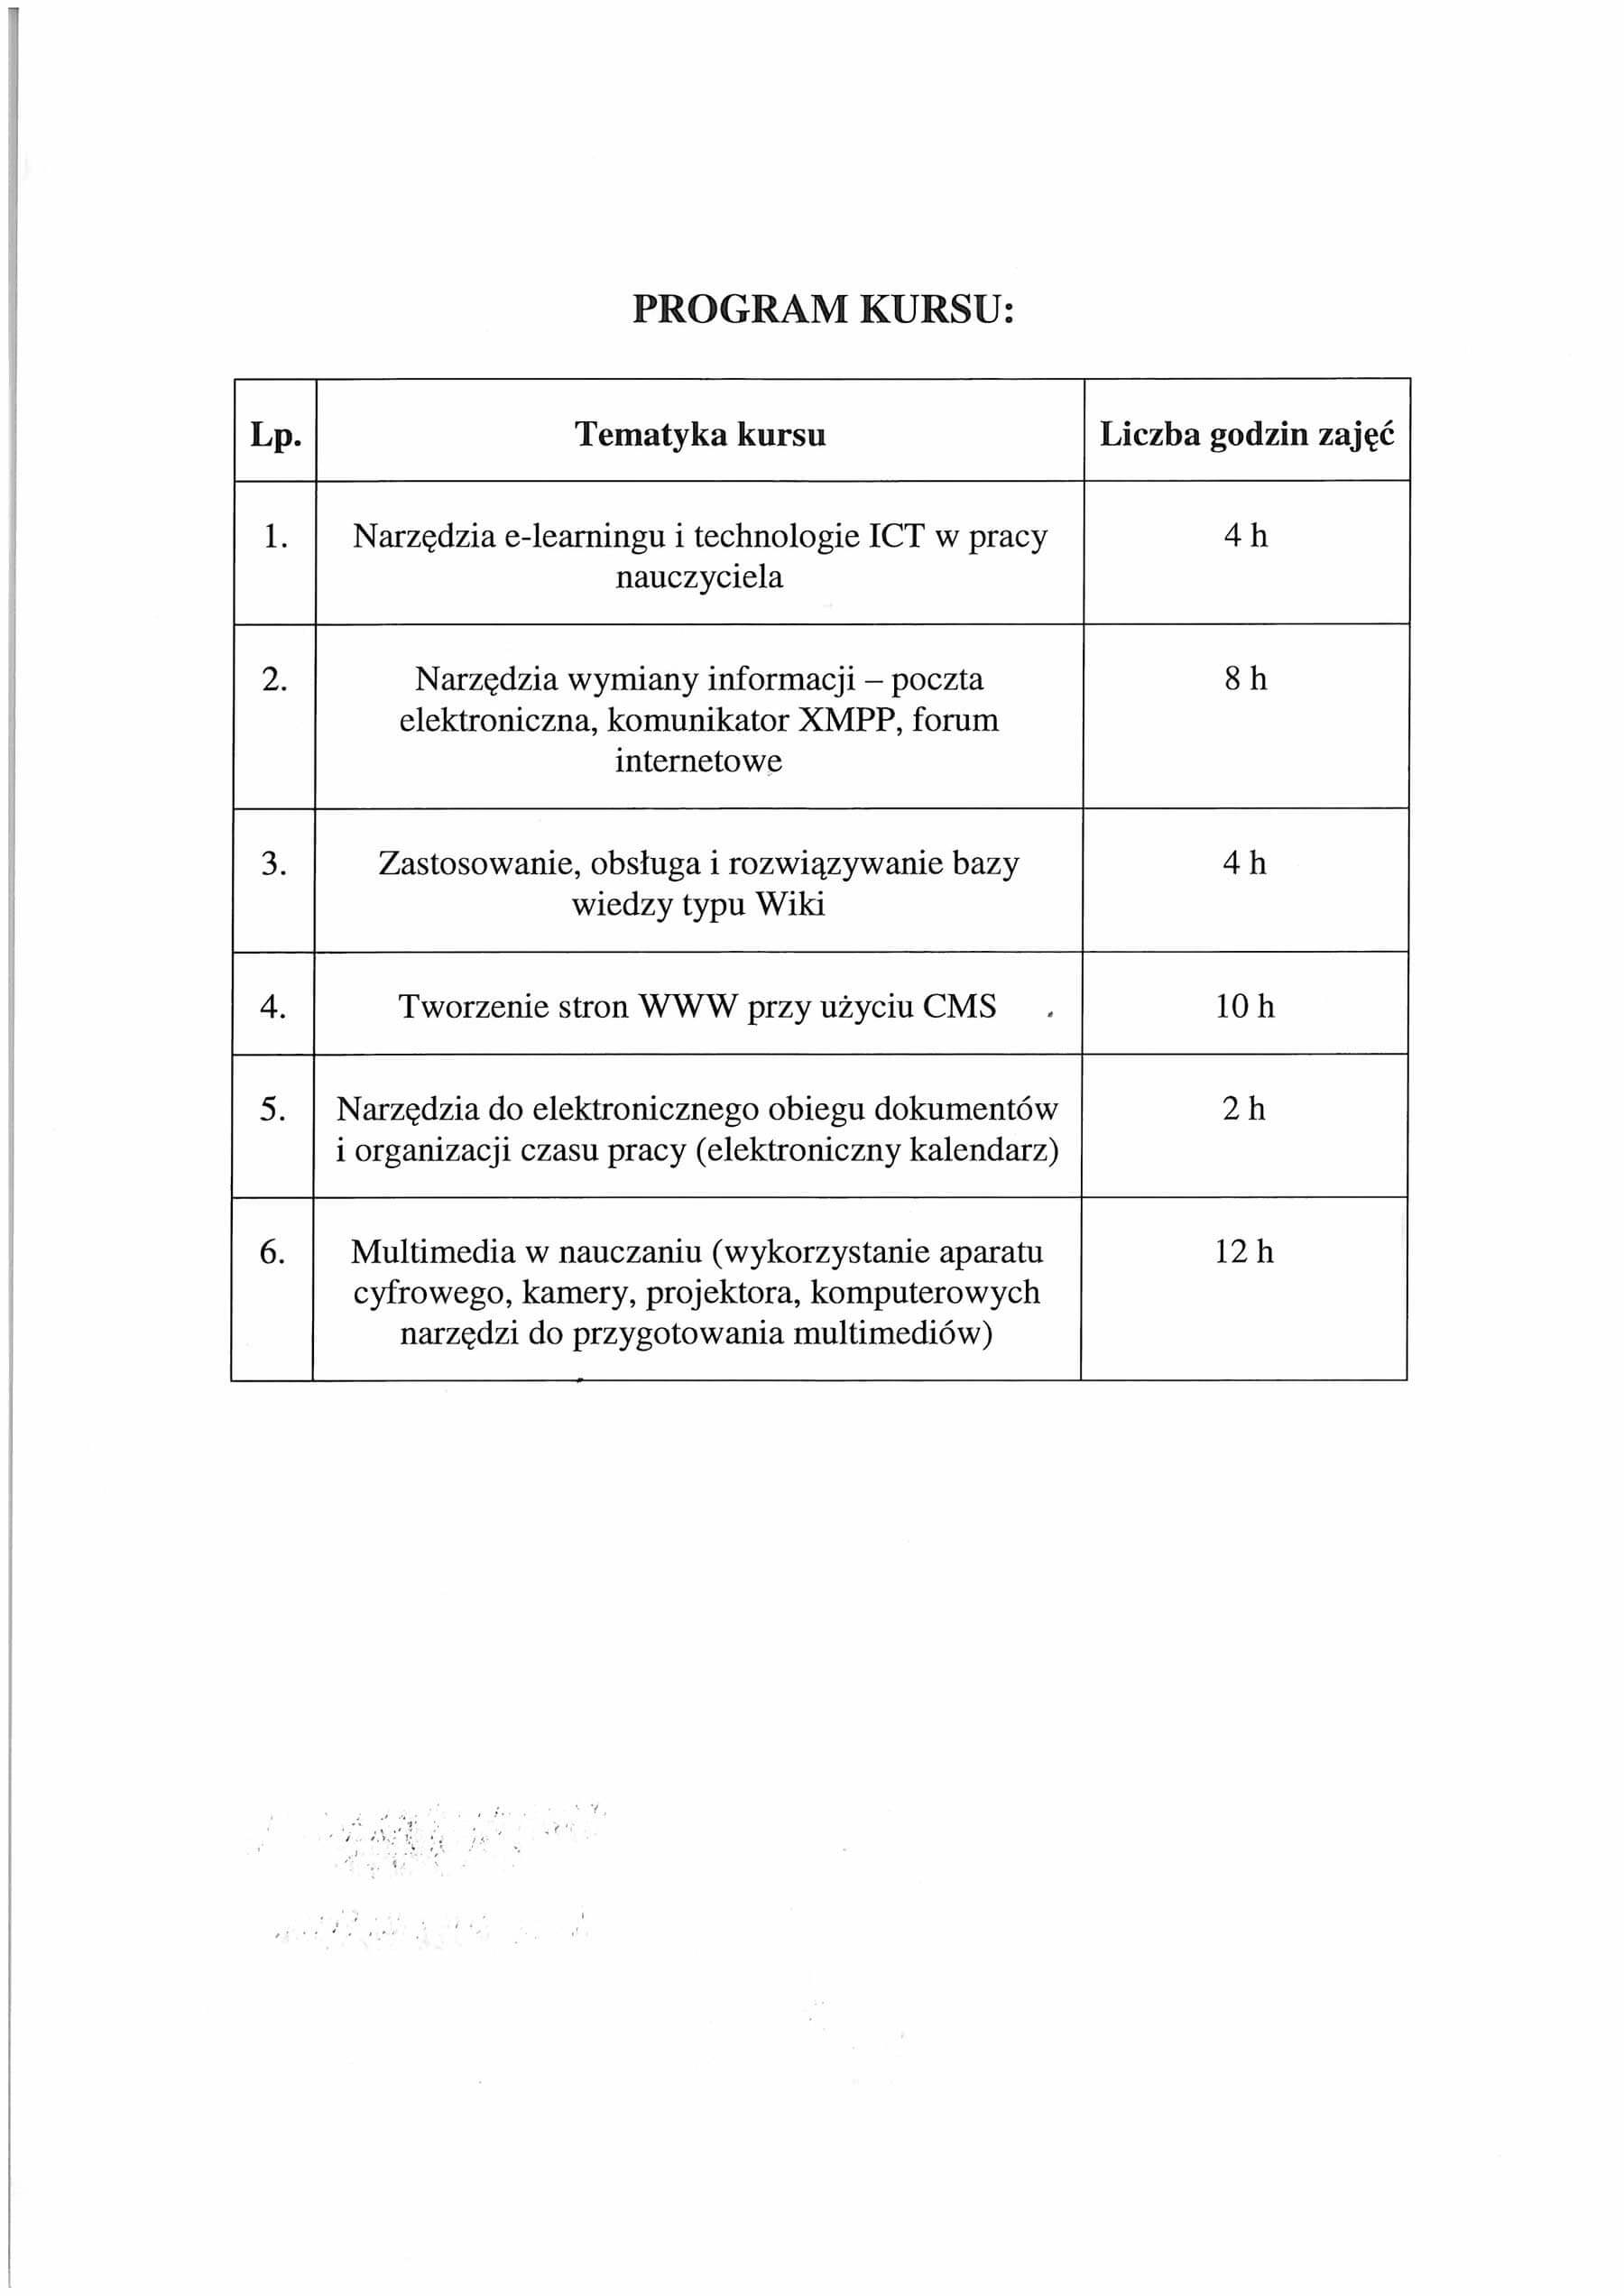 PROGRAM KURSU:
Lp. Tematyka kursu Liczba godzin zajęć
1. Narzędzia e-learningu i technologie ICT w pracy 4 h
nauczyciela
2. Narzędzia wymiany informacji – poczta 8 h
elektroniczna, komunikator XMPP, forum
internetowe
3. Zastosowanie, obsługa i rozwiązywanie bazy 4 h
wiedzy typu Wiki
4. Tworzenie stron WWW przy użyciu CMS 10 h
5. Narzędzia do elektronicznego obiegu dokumentów 2 h
i organizacji czasu pracy (elektroniczny kalendarz)
6. Multimedia w nauczaniu (wykorzystanie aparatu 12 h
cyfrowego, kamery, projektora, komputerowych
narzędzi do przygotowania multimediów)